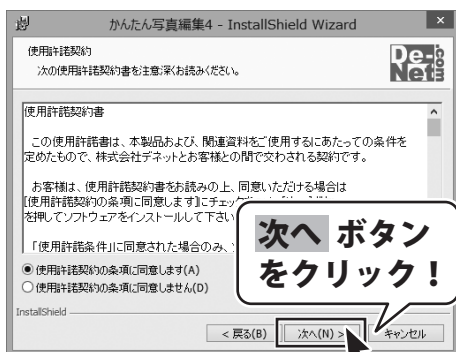 かんたん写真編集4 - InstallShield Wizard
使用許諾契約
次の使用許諾契約書を注意深くお読みください。
De-
Net
.com
使用許諾契約書
この使用許諾書は、本製品および、関連資料をご使用するにあたっての条件を
定めたもので、株式会社デネットとお客様との間で交わされる契約です。
お客様は、使用許諾契約書をお読みの上、同意いただける場合は
[使用許諾契約の条項に同意します]にチェック
を押してソフトウェアをインストールして下さい
「使用許諾条件」に同意された場合のみ、
次へ ボタン
をクリック！
使用許諾契約の条項に同意します(A)
使用許諾契約の条項に同意しません(D)
InstallShield
< 戻る(B)
次へ(N) >
キャンセル